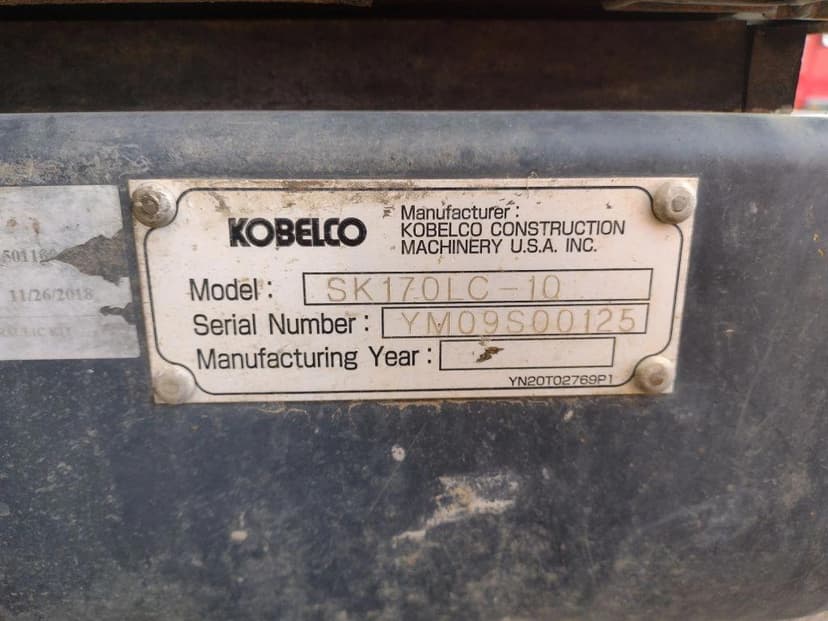 KOBELCO
Manufacturer:
KOBELCO CONSTRUCTION
MACHINERY U.S.A. INC.
Model: SK170LC-10
Serial Number: YM09S00125
Manufacturing Year:
YN20T02769P1
11/26/2018